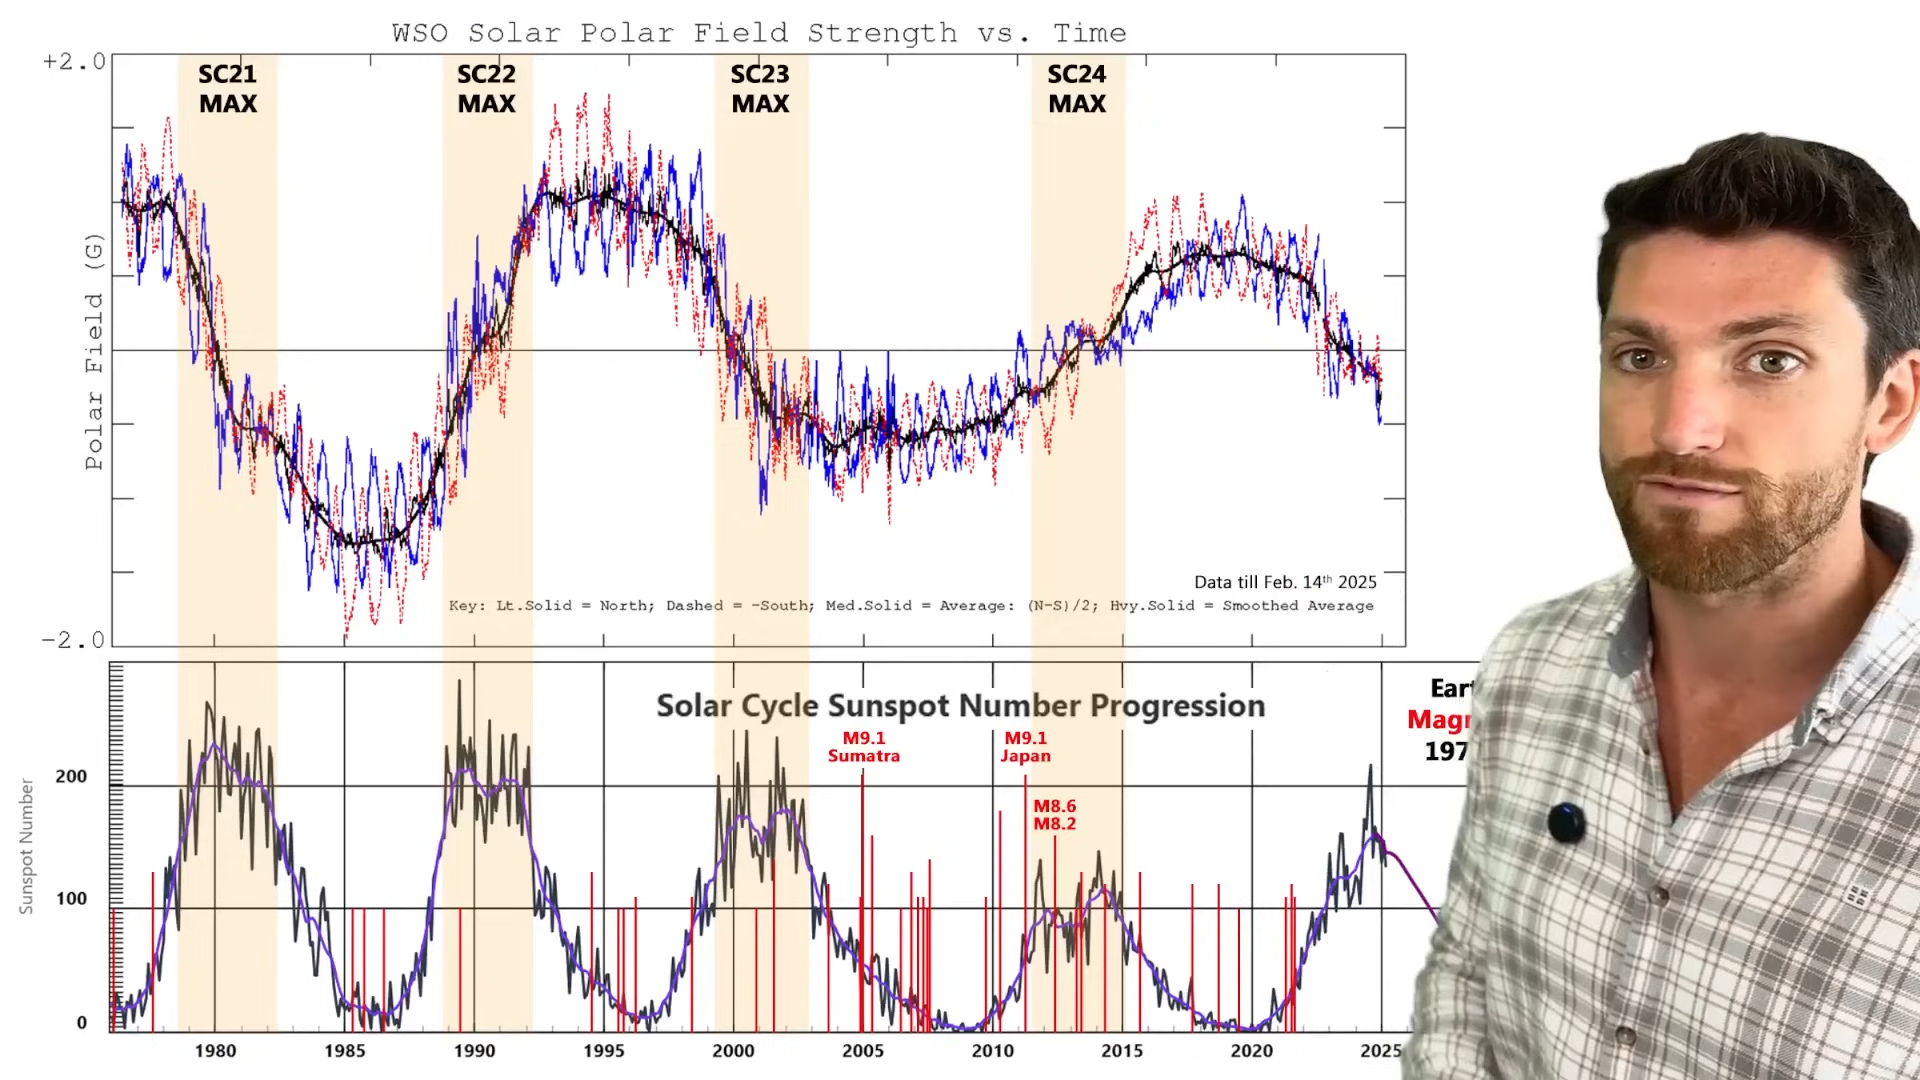 WSO Solar Polar Field Strength vs. Time
+2.0
SC21
MAX
SC22
MAX
SC23
MAX
SC24
MAX
Polar Field (G)
Data till Feb. 14th 2025
Key: Lt.Solid = North; Dashed = -South; Med.Solid = Average: (N-S)/2; Hvy.Solid = Smoothed Average
-2.0
Solar Cycle Sunspot Number Progression
M9.1
Sumatra
M9.1
Japan
M8.6
M8.2
Sunspot Number
200
100
0
1980
1985
1990
1995
2000
2005
2010
2015
2020
2025